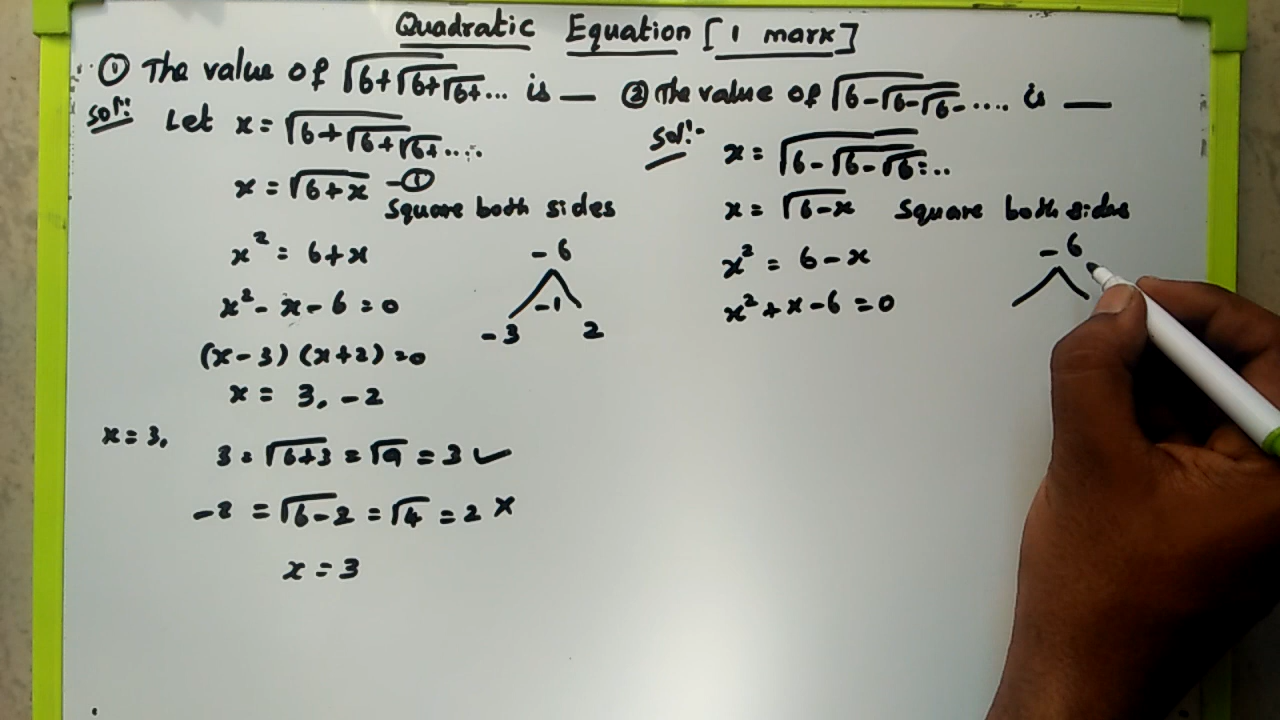 Quadratic Equation [1 mark]
① The value of √6+√6+√6+... is __
Sol:-
Let x = √6+√6+√6+....
x = √6+x -①
Square both sides
x² = 6+x
x² - x - 6 = 0
-6
-1
-3 2
(x-3) (x+2) = 0
x = 3, -2
x = 3,
3 = √6+3 = √9 = 3 ✓
-2 = √6-2 = √4 = 2 ×
x = 3
② The value of √6-√6-√6-.... is __
Sol:-
x = √6-√6-√6-...
x = √6-x Square both sides
x² = 6-x
x² + x - 6 = 0
-6